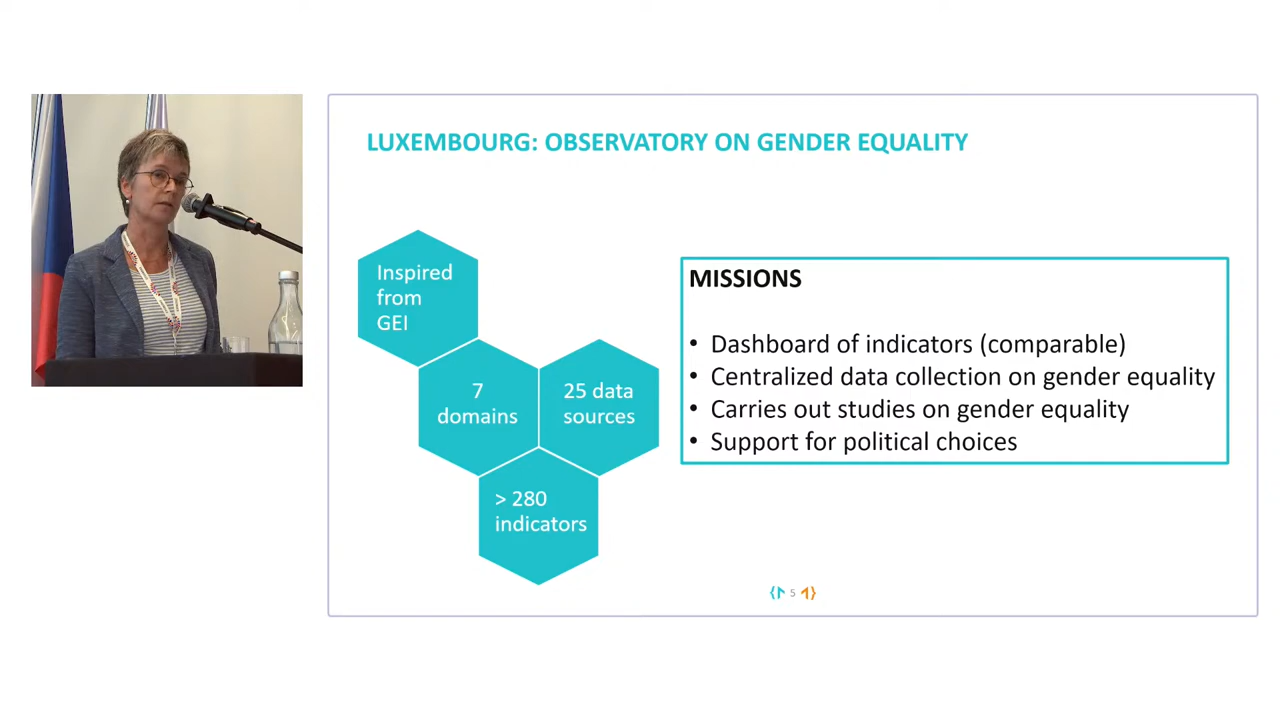 LUXEMBOURG: OBSERVATORY ON GENDER EQUALITY
Inspired
from
GEI
7
domains
25 data
sources
> 280
indicators
MISSIONS
• Dashboard of indicators (comparable)
• Centralized data collection on gender equality
• Carries out studies on gender equality
• Support for political choices
5